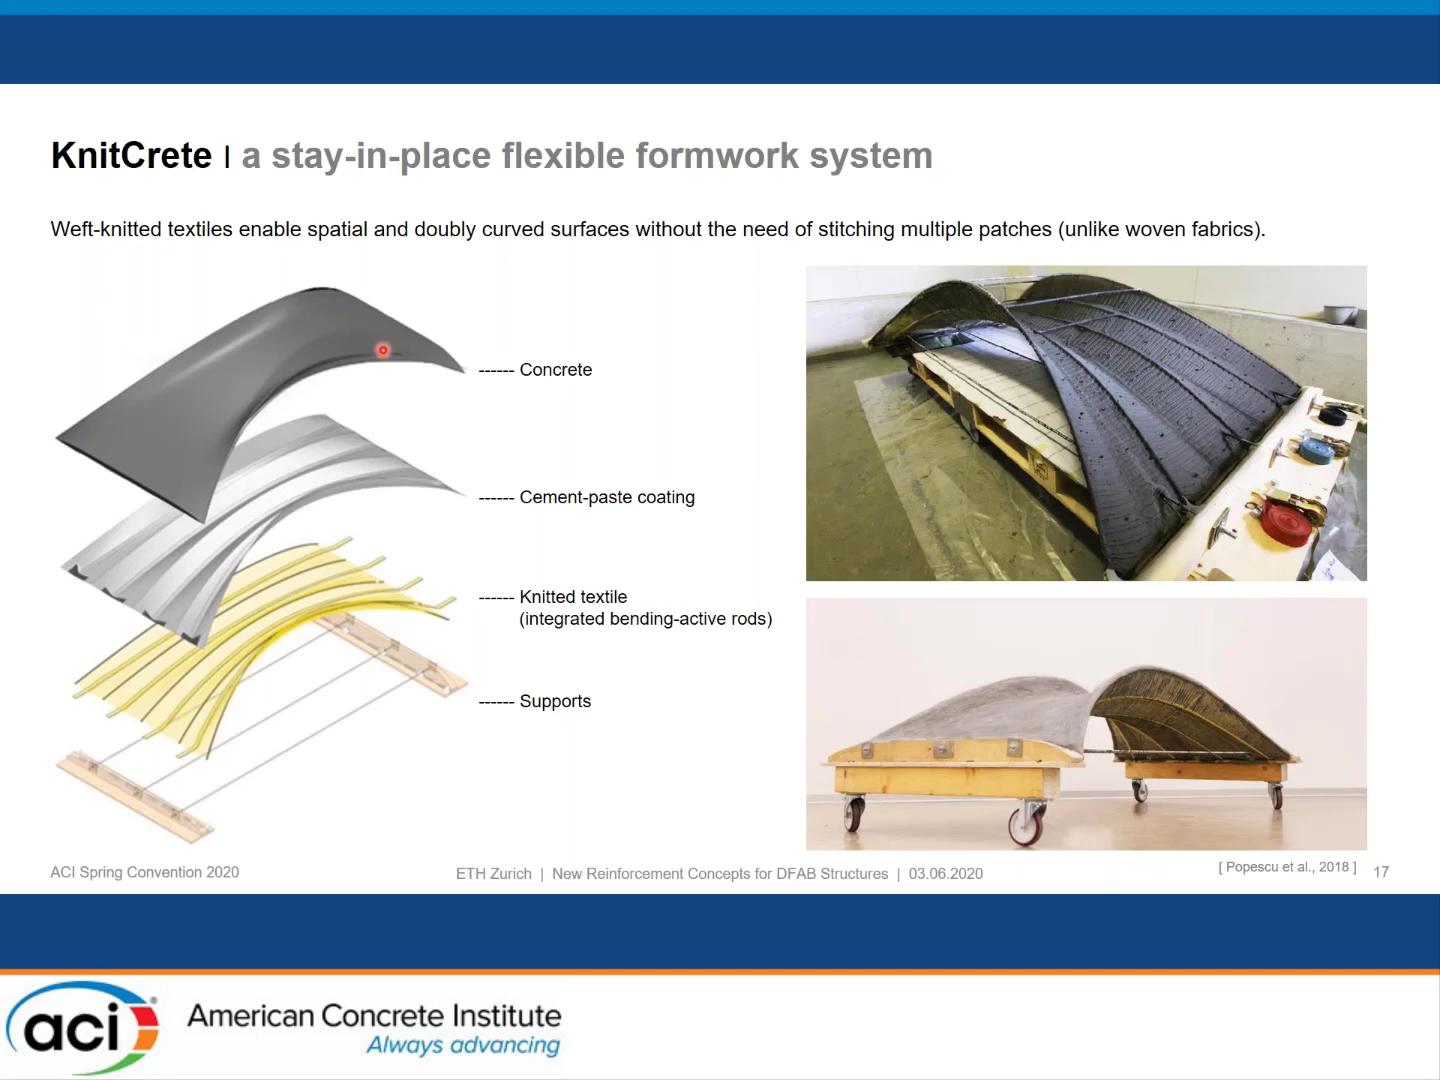 KnitCrete | a stay-in-place flexible formwork system
Weft-knitted textiles enable spatial and doubly curved surfaces without the need of stitching multiple patches (unlike woven fabrics).
------ Concrete
------ Cement-paste coating
------ Knitted textile
(integrated bending-active rods)
------ Supports
ACI Spring Convention 2020
ETH Zurich | New Reinforcement Concepts for DFAB Structures | 03.06.2020
[ Popescu et al., 2018 ]
17
aci®
American Concrete Institute
Always advancing